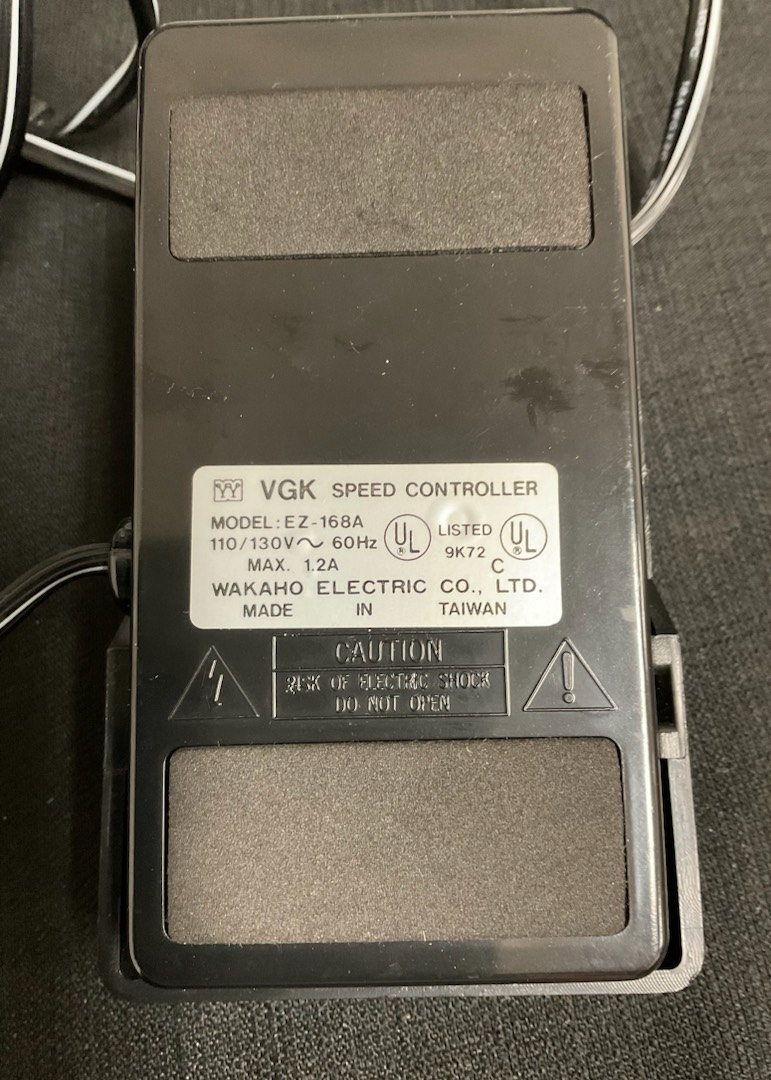 VGK SPEED CONTROLLER
MODEL: EZ-168A
110/130V~ 60Hz
MAX. 1.2A
UL
®
LISTED
9K72
UL
®
C
WAKAHO ELECTRIC CO., LTD.
MADE IN TAIWAN
CAUTION
RISK OF ELECTRIC SHOCK
DO NOT OPEN